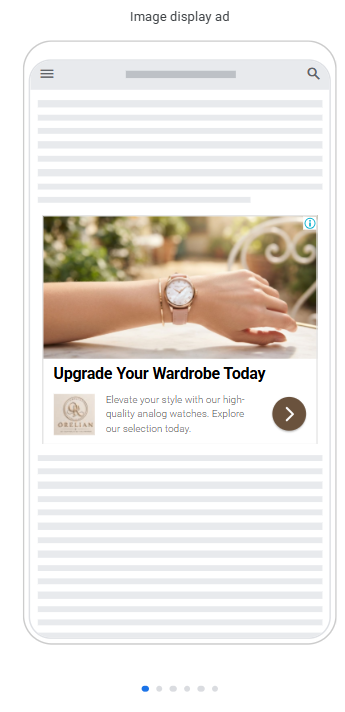 Image display ad
Upgrade Your Wardrobe Today
Elevate your style with our high-
quality analog watches. Explore
our selection today.
ORELIAN